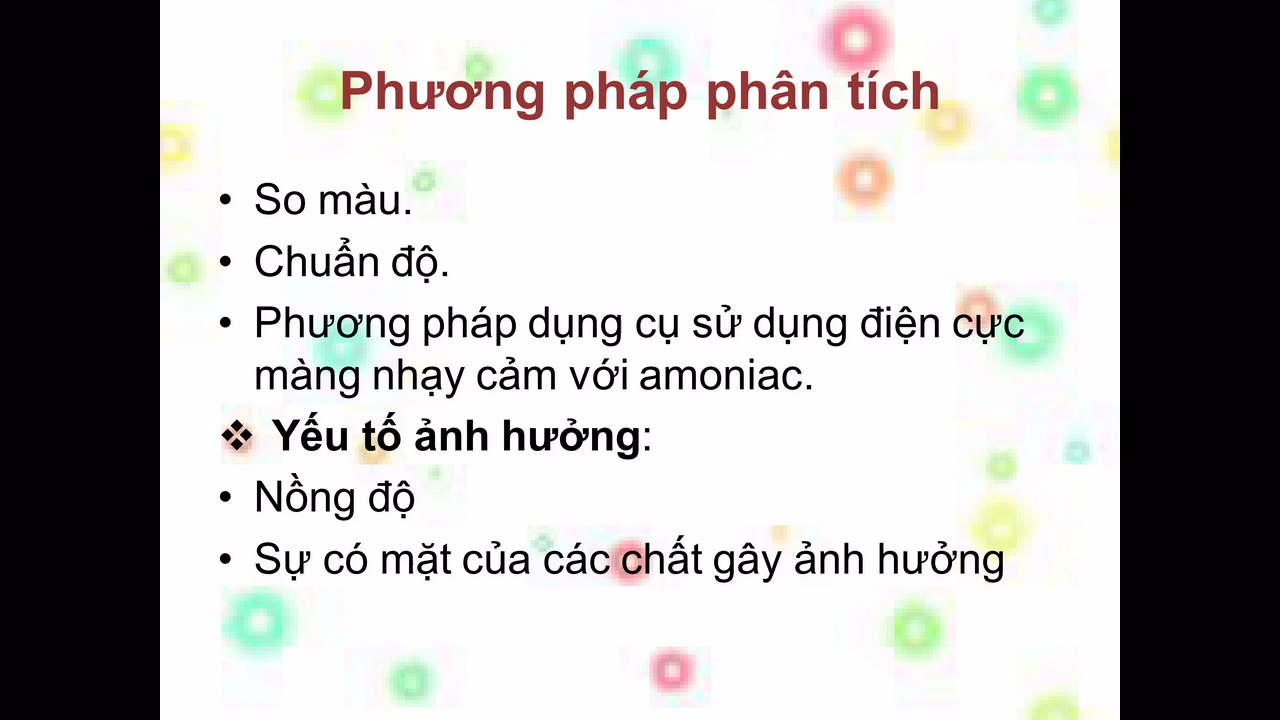 Phương pháp phân tích
• So màu.
• Chuẩn độ.
• Phương pháp dụng cụ sử dụng điện cực
màng nhạy cảm với amoniac.
❖ Yếu tố ảnh hưởng:
• Nồng độ
• Sự có mặt của các chất gây ảnh hưởng